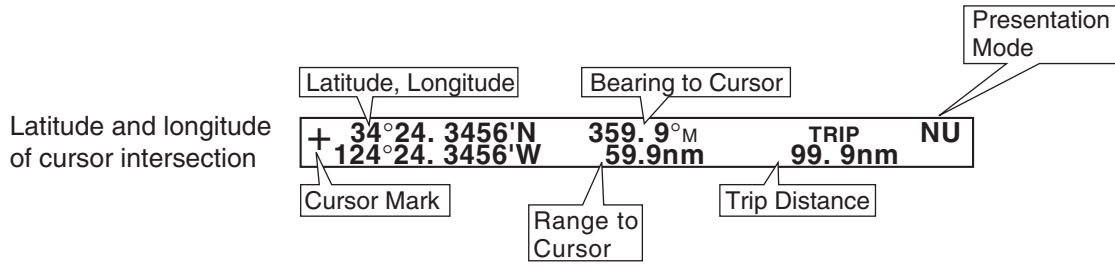 Presentation
Mode
Latitude, Longitude
Bearing to Cursor
Latitude and longitude
of cursor intersection
+ 34°24. 3456'N 359. 9°M TRIP NU
124°24. 3456'W 59.9nm 99. 9nm
Cursor Mark
Range to
Cursor
Trip Distance